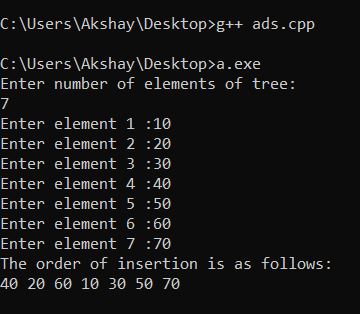 C:\Users\Akshay\Desktop>g++ ads.cpp
C:\Users\Akshay\Desktop>a.exe
Enter number of elements of tree:
7
Enter element 1 :10
Enter element 2 :20
Enter element 3 :30
Enter element 4 :40
Enter element 5 :50
Enter element 6 :60
Enter element 7 :70
The order of insertion is as follows:
40 20 60 10 30 50 70